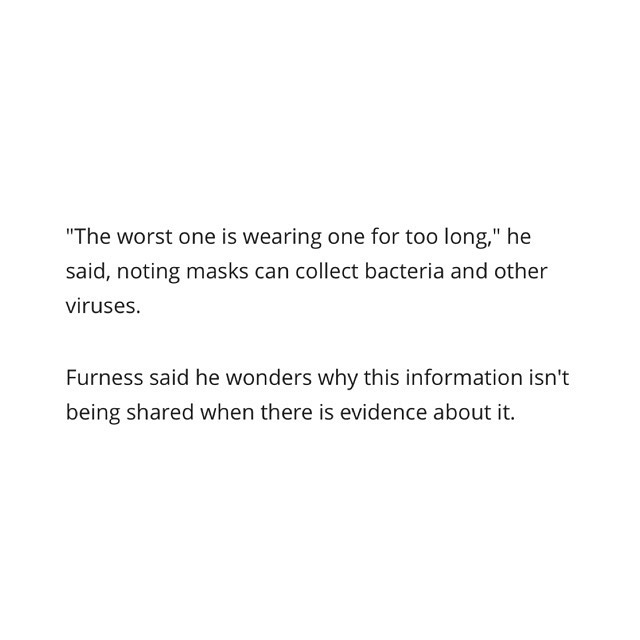 "The worst one is wearing one for too long," he
said, noting masks can collect bacteria and other
viruses.
Furness said he wonders why this information isn't
being shared when there is evidence about it.